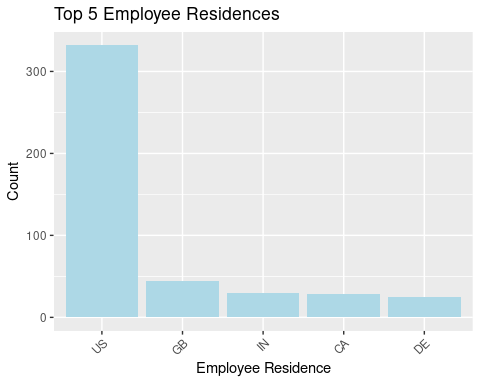 Top 5 Employee Residences
Count
300
200
100
0
US
GB
IN
CA
DE
Employee Residence